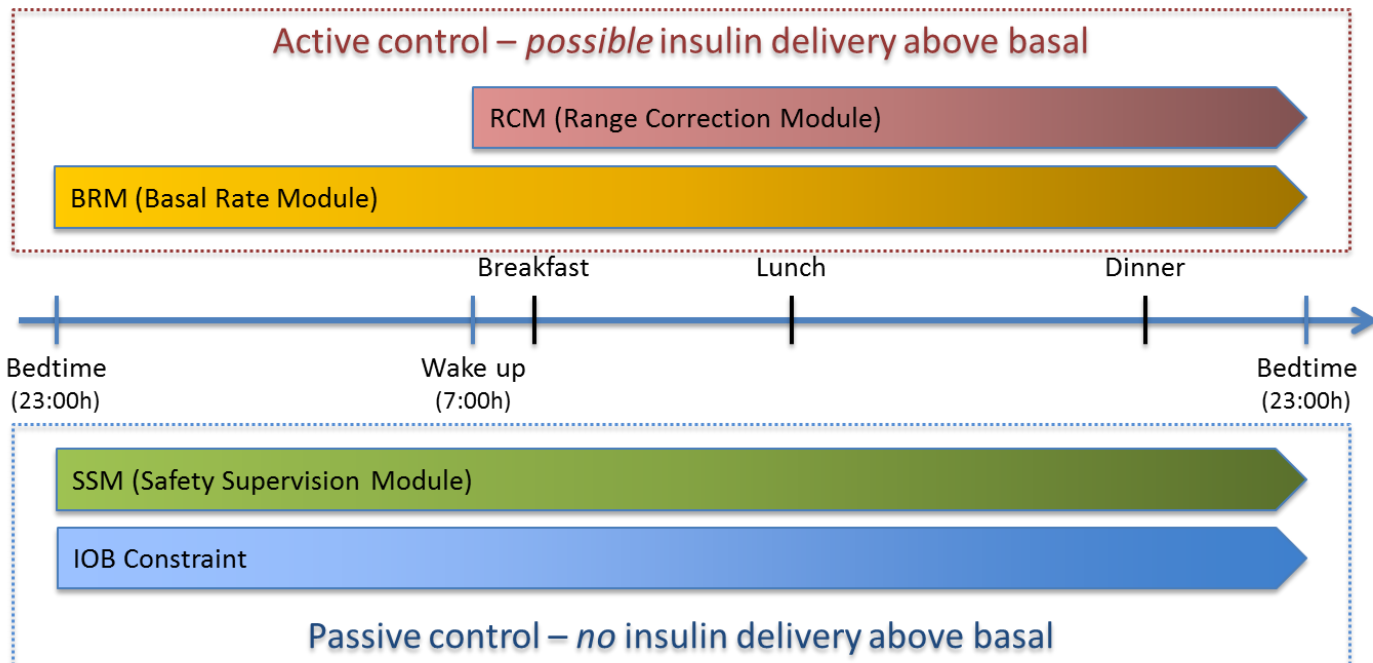 Active control – possible insulin delivery above basal
RCM (Range Correction Module)
BRM (Basal Rate Module)
Breakfast
Lunch
Dinner
Bedtime
(23:00h)
Wake up
(7:00h)
Bedtime
(23:00h)
SSM (Safety Supervision Module)
IOB Constraint
Passive control – no insulin delivery above basal